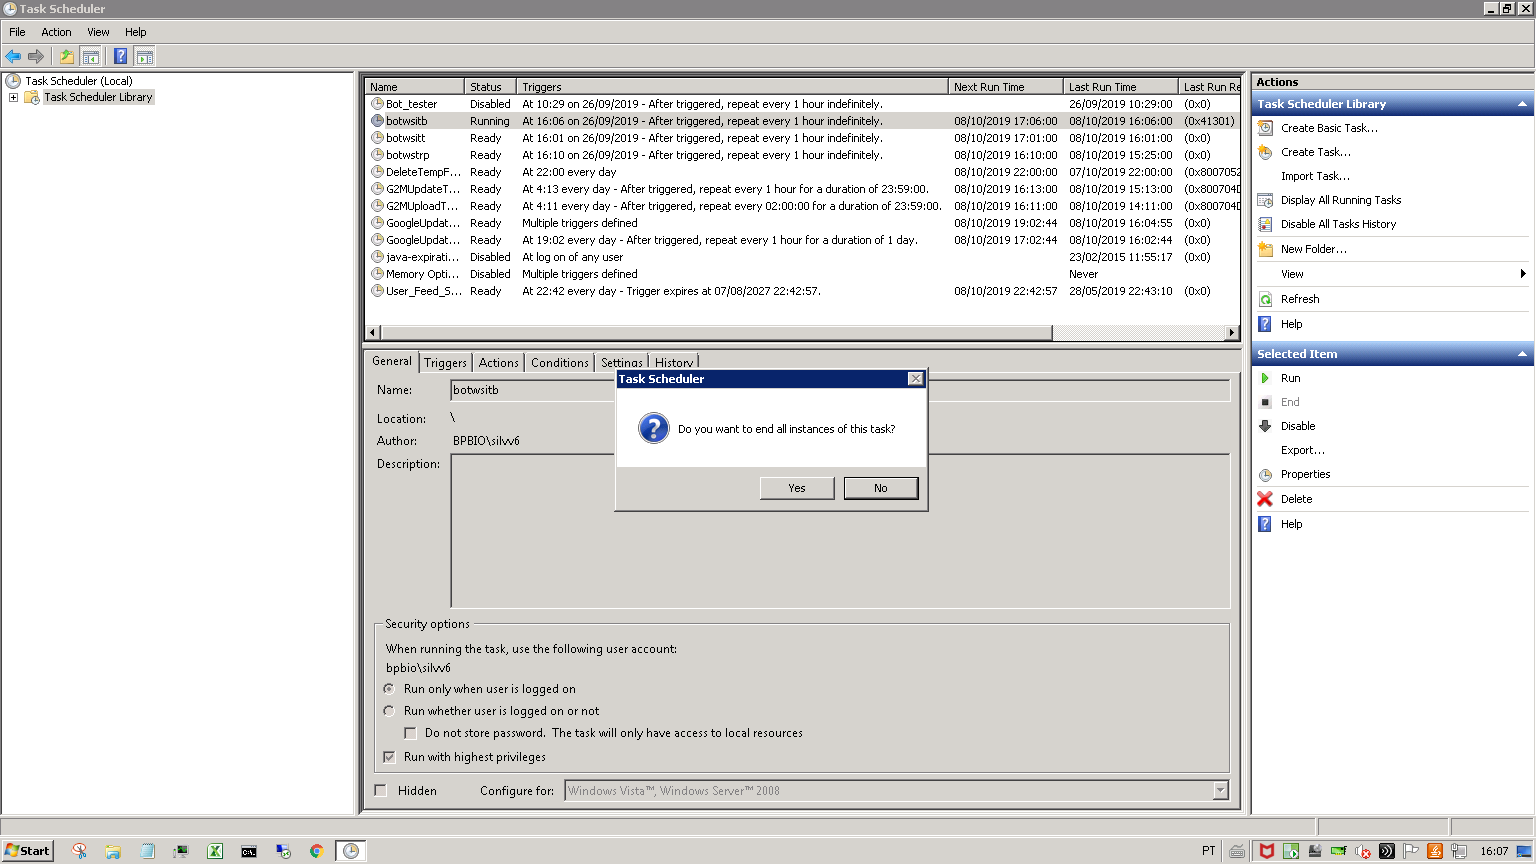 Task Scheduler
File Action View Help
Task Scheduler (Local)
Task Scheduler Library
Name Status Triggers Next Run Time Last Run Time Last Run Re
Bot_tester Disabled At 10:29 on 26/09/2019 - After triggered, repeat every 1 hour indefinitely. 26/09/2019 10:29:00 (0x0)
botwsitb Running At 16:06 on 26/09/2019 - After triggered, repeat every 1 hour indefinitely. 08/10/2019 17:06:00 08/10/2019 16:06:00 (0x41301)
botwsitt Ready At 16:01 on 26/09/2019 - After triggered, repeat every 1 hour indefinitely. 08/10/2019 17:01:00 08/10/2019 16:01:00 (0x0)
botwstrp Ready At 16:10 on 26/09/2019 - After triggered, repeat every 1 hour indefinitely. 08/10/2019 16:10:00 08/10/2019 15:25:00 (0x0)
DeleteTempF... Ready At 22:00 every day 08/10/2019 22:00:00 07/10/2019 22:00:00 (0x8007052
G2MUpdateT... Ready At 4:13 every day - After triggered, repeat every 1 hour for a duration of 23:59:00. 08/10/2019 16:13:00 08/10/2019 15:13:00 (0x800704D
G2MUploadT... Ready At 4:11 every day - After triggered, repeat every 02:00:00 for a duration of 23:59:00. 08/10/2019 16:11:00 08/10/2019 14:11:00 (0x800704D
GoogleUpdat... Ready Multiple triggers defined 08/10/2019 19:02:44 08/10/2019 16:04:55 (0x0)
GoogleUpdat... Ready At 19:02 every day - After triggered, repeat every 1 hour for a duration of 1 day. 08/10/2019 17:02:44 08/10/2019 16:02:44 (0x0)
java-expirati... Disabled At log on of any user 23/02/2015 11:55:17 (0x0)
Memory Opti... Disabled Multiple triggers defined Never
User_Feed_S... Ready At 22:42 every day - Trigger expires at 07/08/2027 22:42:57. 08/10/2019 22:42:57 28/05/2019 22:43:10 (0x0)
General Triggers Actions Conditions Settings History
Name: botwsitb
Location: \
Author: BPBIO\silvv6
Description:
Task Scheduler
Do you want to end all instances of this task?
Yes No
Security options
When running the task, use the following user account:
bpbio\silvv6
Run only when user is logged on
Run whether user is logged on or not
Do not store password. The task will only have access to local resources
Run with highest privileges
Hidden Configure for: Windows Vista™, Windows Server™ 2008
Actions
Task Scheduler Library
Create Basic Task...
Create Task...
Import Task...
Display All Running Tasks
Disable All Tasks History
New Folder...
View
Refresh
Help
Selected Item
Run
End
Disable
Export...
Properties
Delete
Help
Start PT 16:07